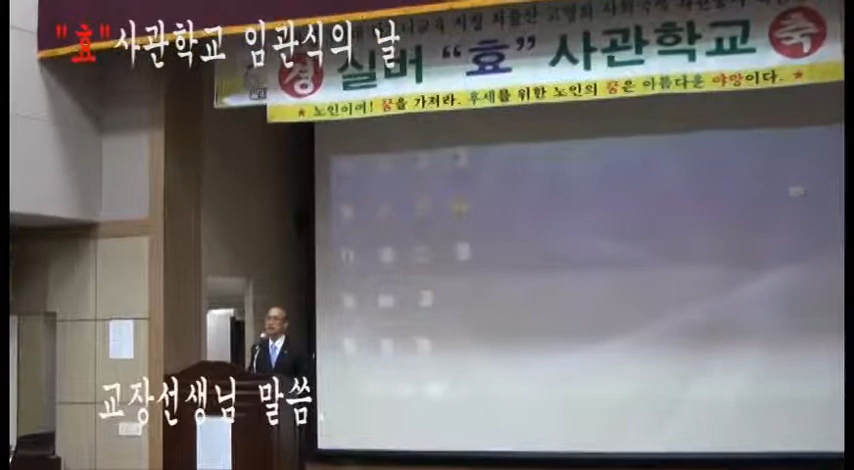 "효"사관학교 임관식의 날
경 실버 “효” 사관학교 축
★ 노인이여! 꿈을 가져라. 후세를 위한 노인의 꿈은 아름다운 야망이다. ★
교장선생님 말씀.